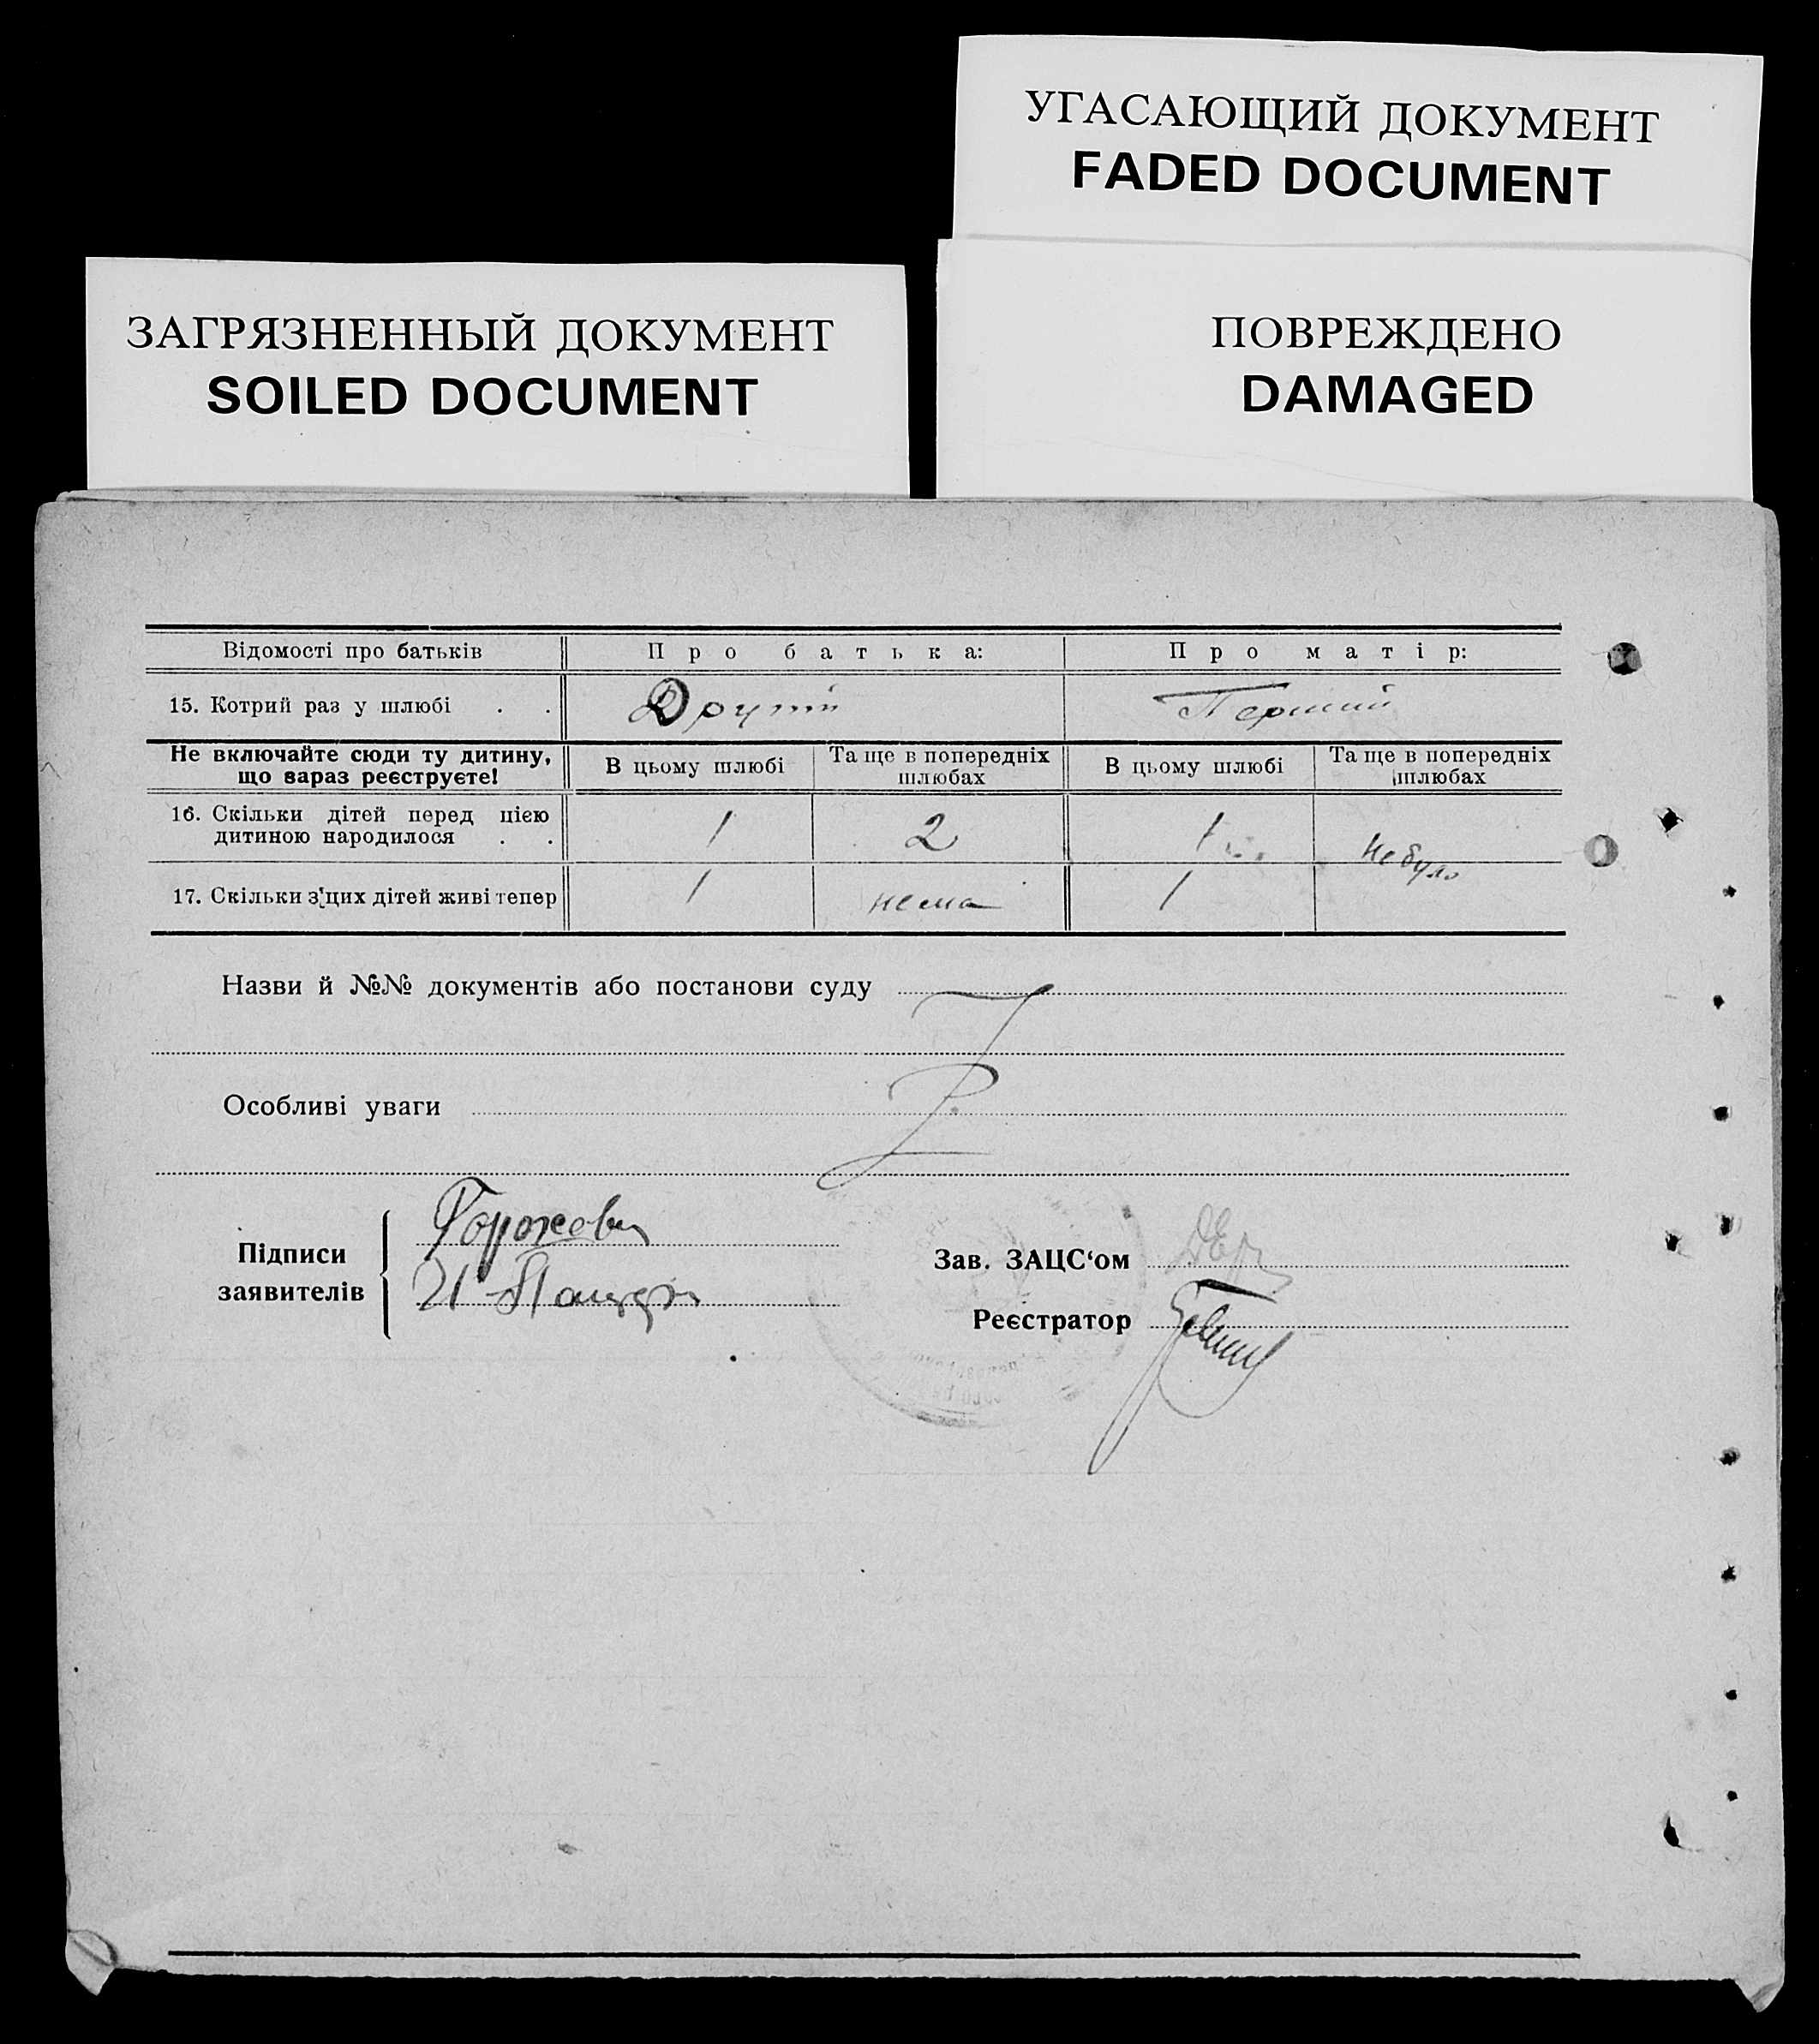 УГАСАЮЩИЙ ДОКУМЕНТ
FADED DOCUMENT
ЗАГРЯЗНЕННЫЙ ДОКУМЕНТ
SOILED DOCUMENT
ПОВРЕЖДЕНО
DAMAGED
Відомості про батьків Про батька: Про матір:
15. Котрий раз у шлюбі . . Другий Перший
Не включайте сюди ту дитину, що зараз реєструєте! В цьому шлюбі Та ще в попередніх шлюбах В цьому шлюбі Та ще в попередніх шлюбах
16. Скільки дітей перед цією дитиною народилося . . 1 2 1 не було
17. Скільки з цих дітей живі тепер 1 нема 1
Назви й №№ документів або постанови суду
Особливі уваги
Підписи заявителів
Зав. ЗАЦС‘ом
Реєстратор